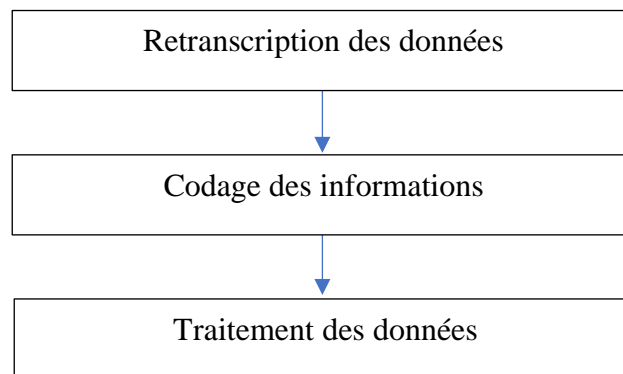 Retranscription des données
Codage des informations
Traitement des données